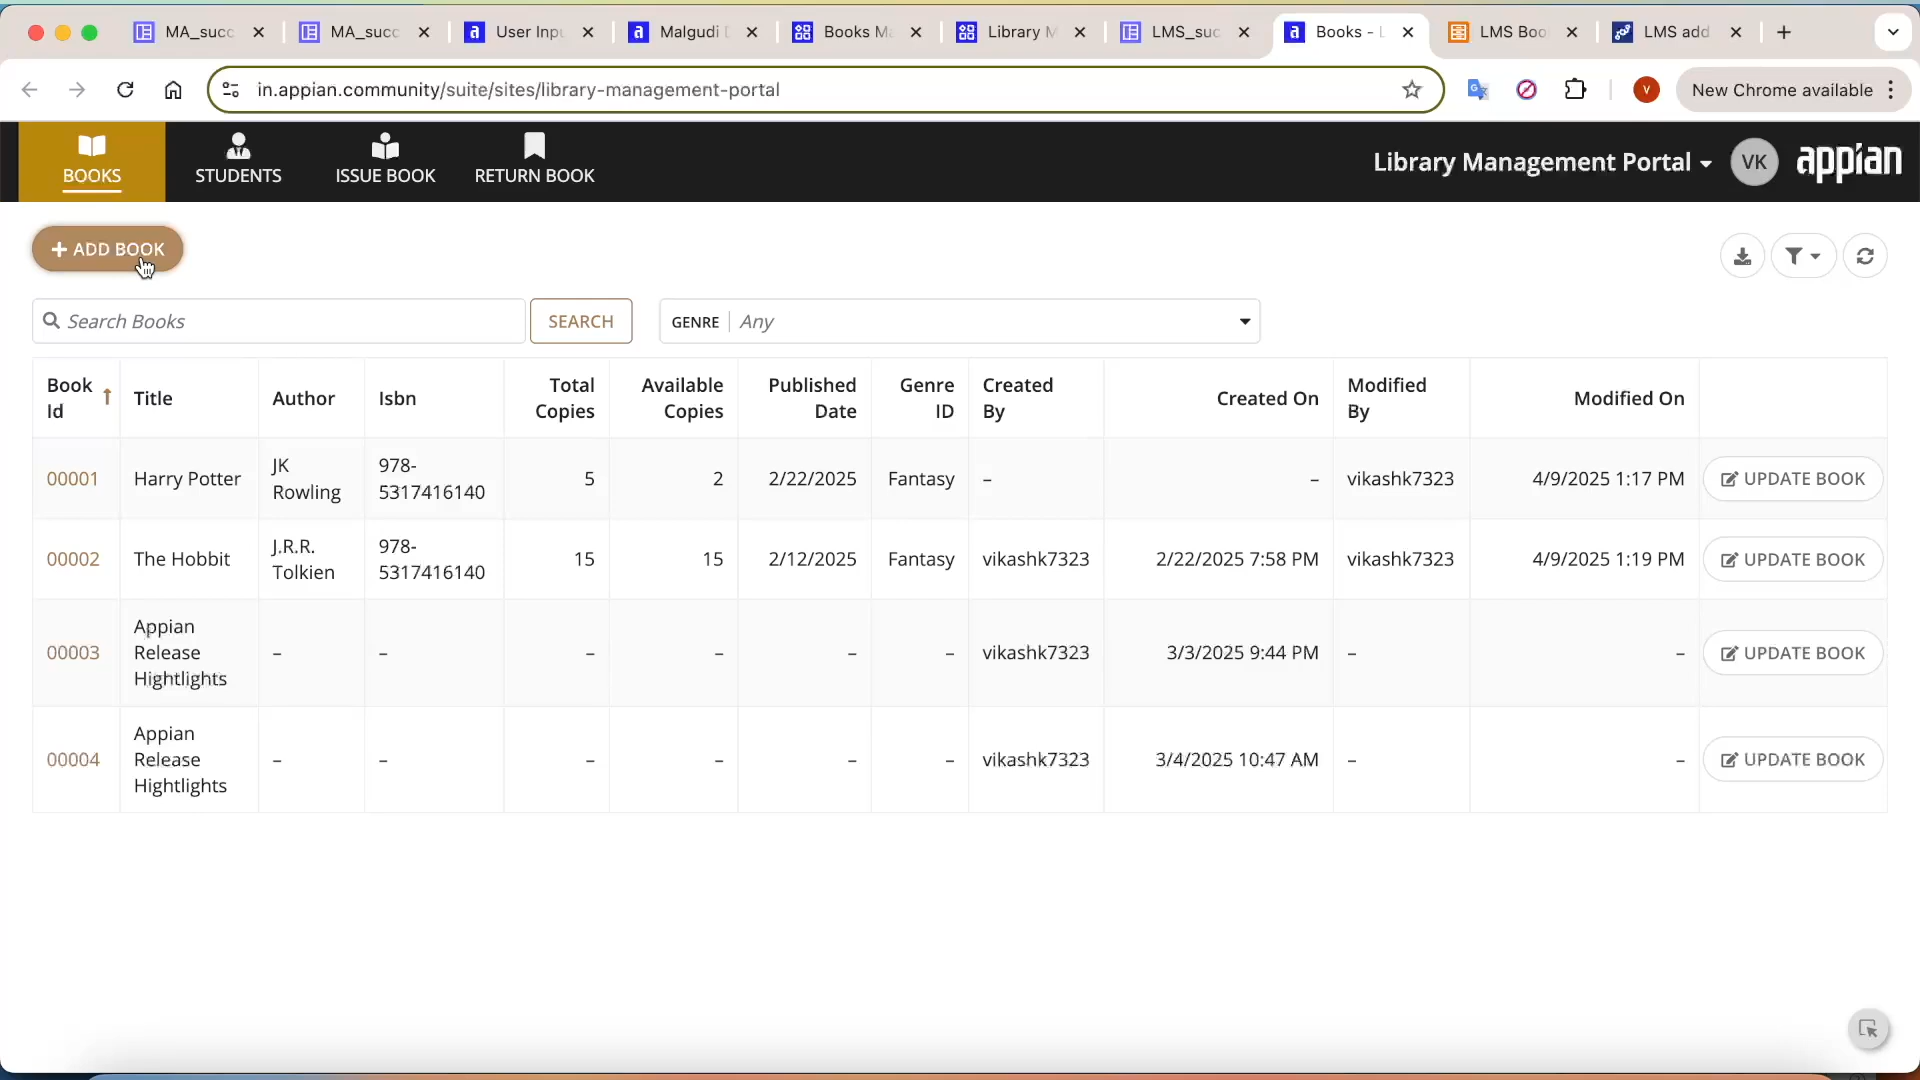 MA_succ
MA_succ
User Inpu
Malgudi D
Books Ma
Library M
LMS_suc
Books - L
LMS Boo
LMS add
in.appian.community/suite/sites/library-management-portal
V
New Chrome available
BOOKS
STUDENTS
ISSUE BOOK
RETURN BOOK
Library Management Portal
VK
appian
ADD BOOK
Search Books
SEARCH
GENRE
Any
Book Id
Title
Author
Isbn
Total Copies
Available Copies
Published Date
Genre ID
Created By
Created On
Modified By
Modified On
00001 Harry Potter JK Rowling 978-5317416140 5 2 2/22/2025 Fantasy – – vikashk7323 4/9/2025 1:17 PM UPDATE BOOK
00002 The Hobbit J.R.R. Tolkien 978-5317416140 15 15 2/12/2025 Fantasy vikashk7323 2/22/2025 7:58 PM vikashk7323 4/9/2025 1:19 PM UPDATE BOOK
00003 Appian Release Hightlights – – – – – – vikashk7323 3/3/2025 9:44 PM – – UPDATE BOOK
00004 Appian Release Hightlights – – – – – – vikashk7323 3/4/2025 10:47 AM – – UPDATE BOOK